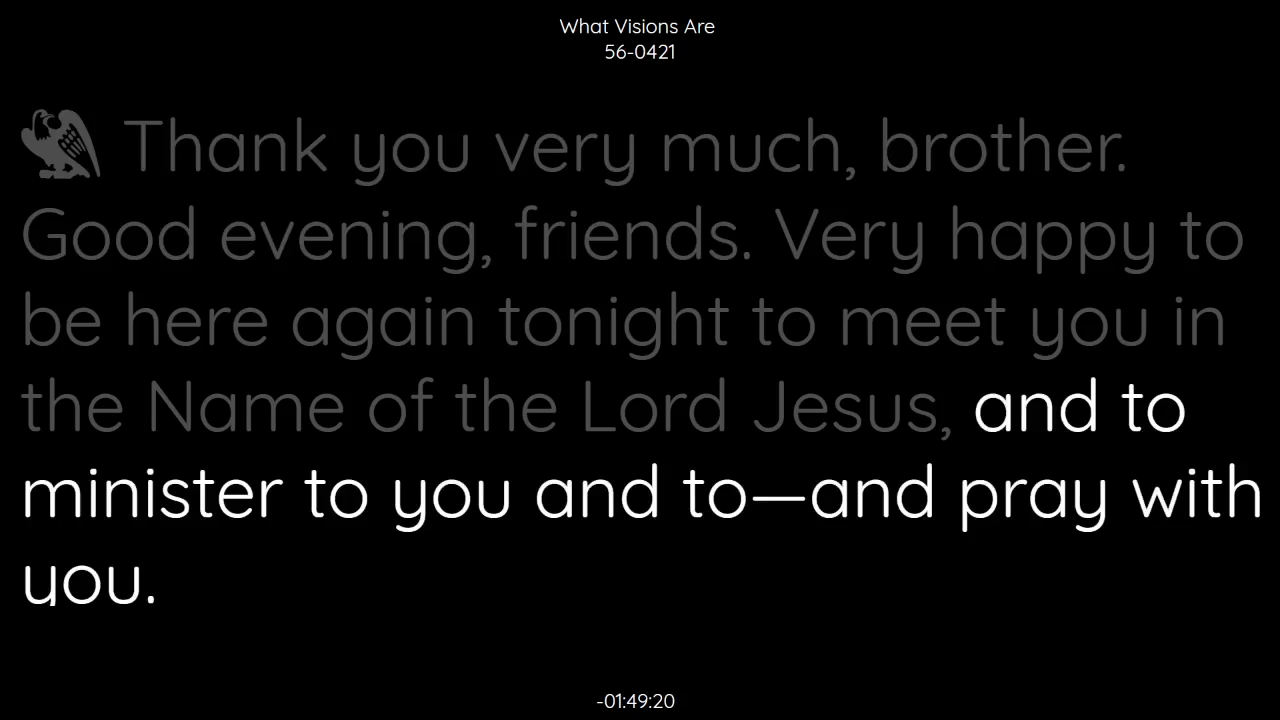 What Visions Are
56-0421
Thank you very much, brother.
Good evening, friends. Very happy to
be here again tonight to meet you in
the Name of the Lord Jesus, and to
minister to you and to—and pray with
you.
-01:49:20